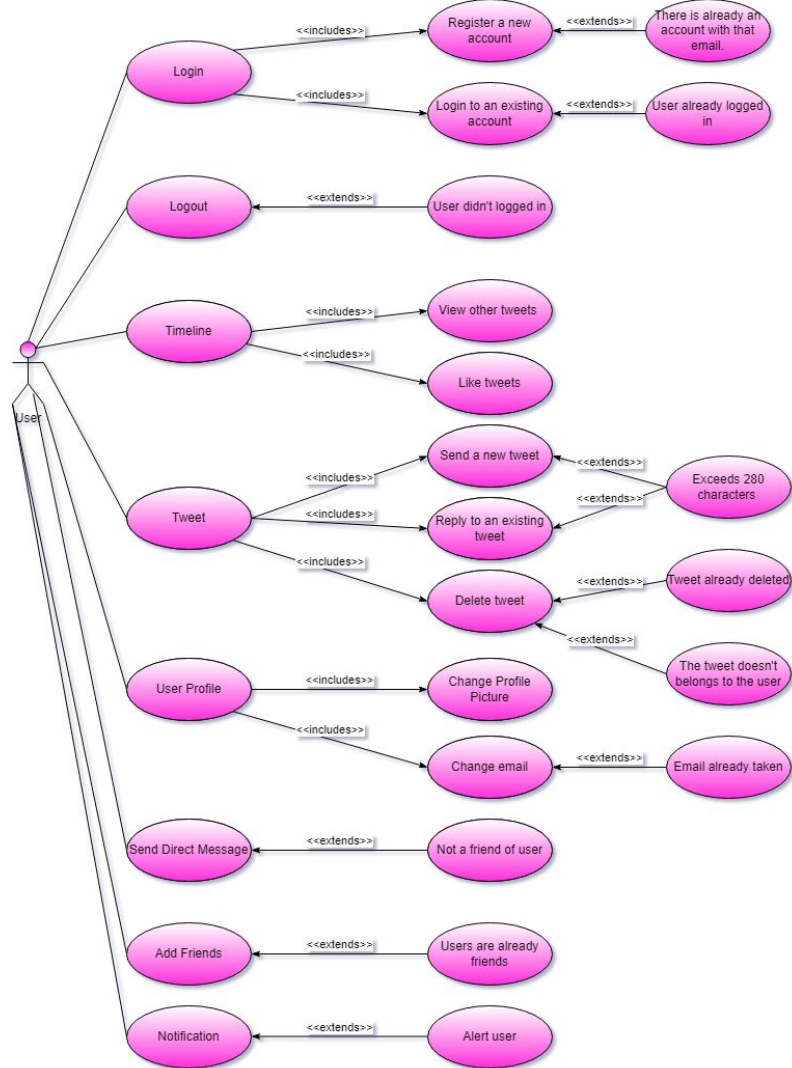 <<includes>>
Register a new
account
<<extends>>
There is already an
account with that
email.
Login
<<includes>>
Login to an existing
account
<<extends>>
User already logged
in
Logout
<<extends>>
User didn't logged in
Timeline
<<includes>>
View other tweets
<<includes>>
Like tweets
User
Tweet
<<includes>>
Send a new tweet
<<extends>>
Exceeds 280
characters
<<includes>>
Reply to an existing
tweet
<<extends>>
<<includes>>
Delete tweet
<<extends>>
Tweet already deleted
<<extends>>
The tweet doesn't
belongs to the user
User Profile
<<includes>>
Change Profile
Picture
<<includes>>
Change email
<<extends>>
Email already taken
Send Direct Message
<<extends>>
Not a friend of user
Add Friends
<<extends>>
Users are already
friends
Notification
<<extends>>
Alert user